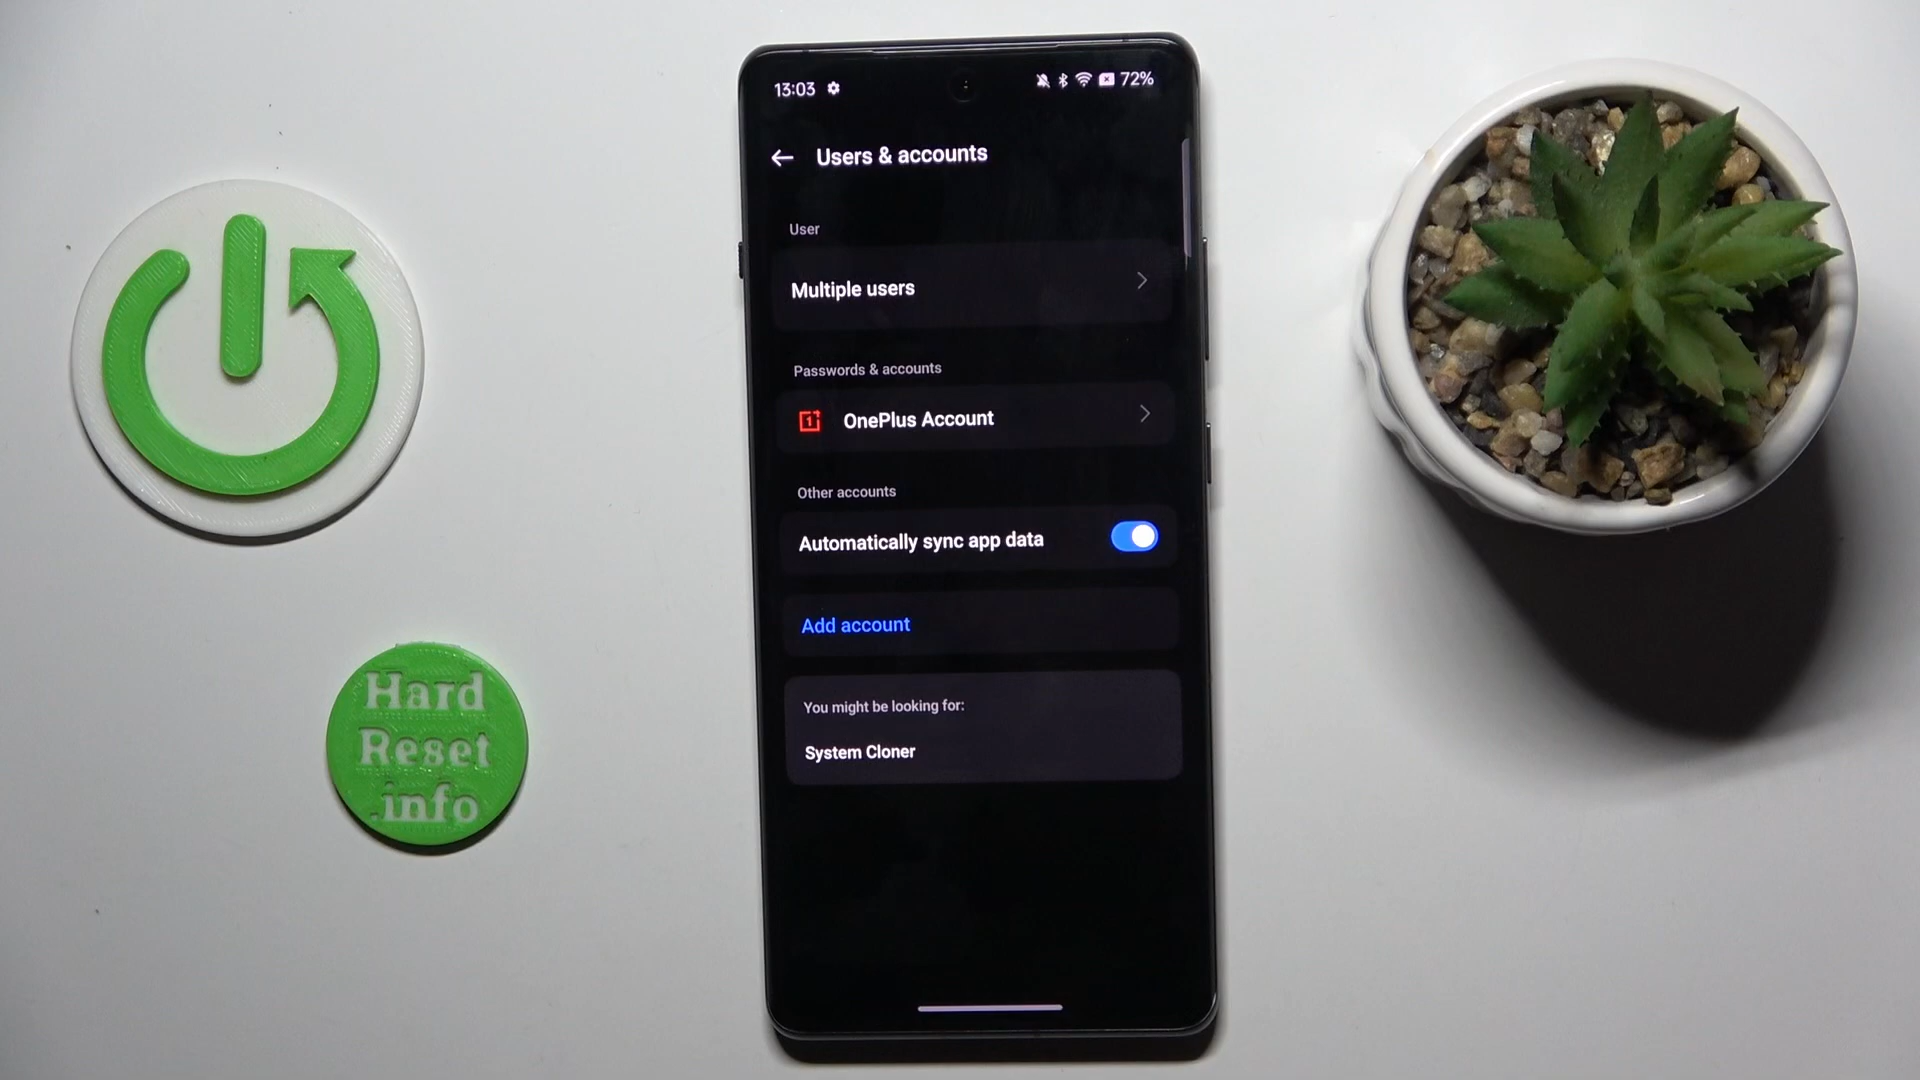 13:03
72%
Users & accounts
User
Multiple users
Passwords & accounts
1
OnePlus Account
Other accounts
Automatically sync app data
Add account
You might be looking for:
System Cloner
Hard
Reset
.info